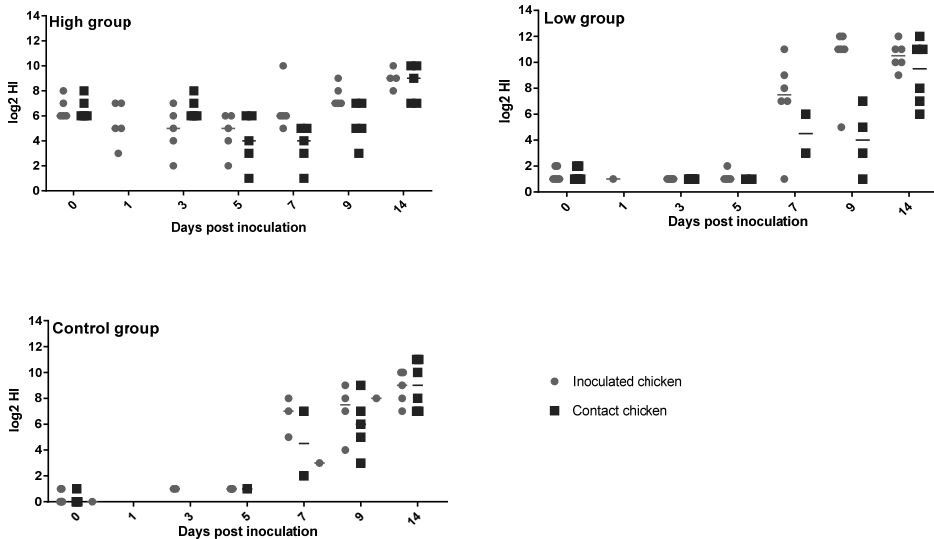 High group
log2 HI
14
12
10
8
6
4
2
0
0 1 3 5 7 9 14
Days post inoculation
Low group
log2 HI
14
12
10
8
6
4
2
0
0 1 3 5 7 9 14
Days post inoculation
Control group
log2 HI
14
12
10
8
6
4
2
0
0 1 3 5 7 9 14
Days post inoculation
Inoculated chicken
Contact chicken